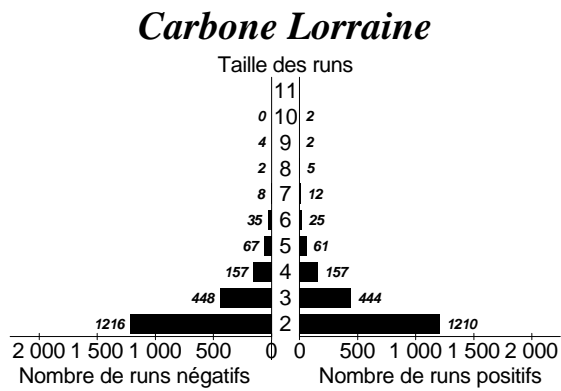 Carbone Lorraine
Taille des runs
11
0 10 2
4 9 2
2 8 5
8 7 12
35 6 25
67 5 61
157 4 157
448 3 444
1216 2 1210
2 000 1 500 1 000 500 0 0 500 1 000 1 500 2 000
Nombre de runs négatifs Nombre de runs positifs